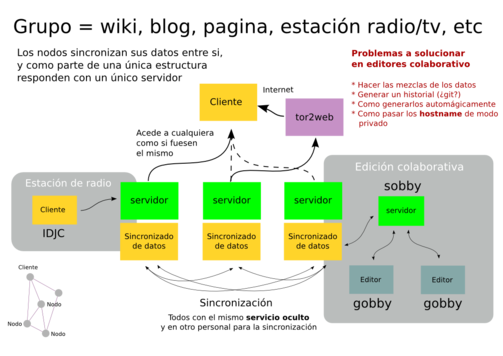 Grupo = wiki, blog, pagina, estación radio/tv, etc
Los nodos sincronizan sus datos entre si,
y como parte de una única estructura
responden con un único servidor
Problemas a solucionar
en editores colaborativo
* Hacer las mezclas de los datos
* Generar un historial (¿git?)
* Como generarlos automágicamente
* Como pasar los hostname de modo
privado
Internet
Cliente
tor2web
Acede a cualquiera
como si fuesen
el mismo
Estación de radio
Cliente
IDJC
servidor
servidor
servidor
Sincronizado
de datos
Sincronizado
de datos
Sincronizado
de datos
Edición colaborativa
sobby
servidor
Editor
Editor
gobby
gobby
Sincronización
Todos con el mismo servicio oculto
y en otro personal para la sincronización
Cliente
Nodo
Nodo
Nodo